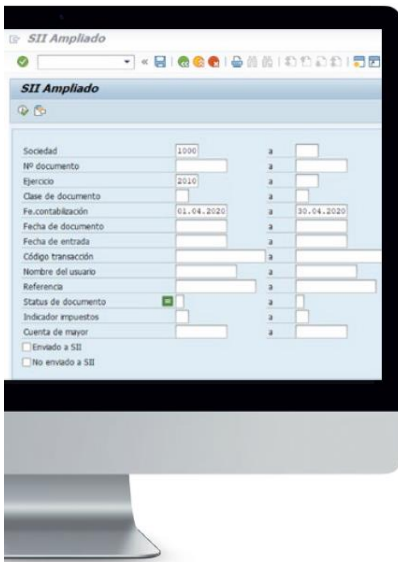 SII Ampliado
SII Ampliado
Sociedad 1000 a
Nº documento a
Ejercicio 2010 a
Clase de documento a
Fe.contabilización 01.04.2020 a 30.04.2020
Fecha de documento a
Fecha de entrada a
Código transacción a
Nombre del usuario a
Referencia a
Status de documento a
Indicador impuestos a
Cuenta de mayor a
Enviado a SII
No enviado a SII